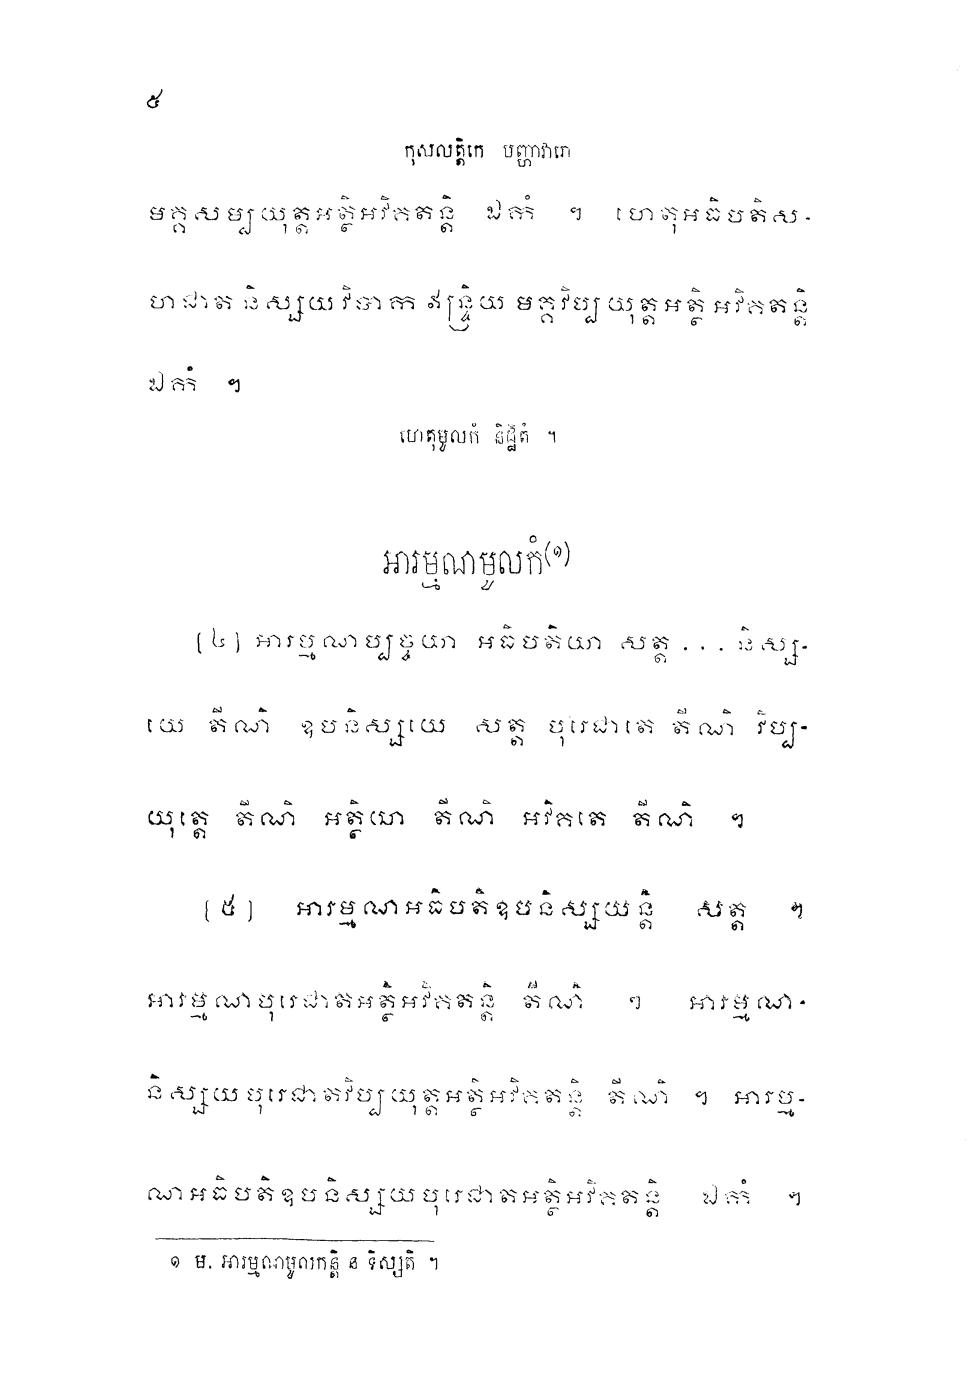 ៥
កុសលត្តិកេ បញ្ហាវារោ
មគ្គសម្បយុត្តអត្ថិអវិគតន្តិ ឯកំ ។ ហេតុអធិបតិស-
ហជាតនិស្សយវិបាកឥន្ទ្រិយមគ្គវិប្បយុត្តអត្ថិអវិគតន្តិ
ឯកំ ។
ហេតុមូលកំ និដ្ឋិតំ ។
អារម្មណមូលកំ(១)
[៤] អារម្មណប្បច្ចយា អធិបតិយា សត្ត ... និស្ស-
យេ តីណិ ឧបនិស្សយេ សត្ត បុរេជាតេ តីណិ វិប្ប-
យុត្តេ តីណិ អត្ថិយា តីណិ អវិគតេ តីណិ ។
[៥] អារម្មណអធិបតិឧបនិស្សយន្តិ សត្ត ។
អារម្មណបុរេជាតអត្ថិអវិគតន្តិ តីណិ ។ អារម្មណ-
និស្សយបុរេជាតវិប្បយុត្តអត្ថិអវិគតន្តិ តីណិ ។ អារម្ម-
ណអធិបតិឧបនិស្សយបុរេជាតអត្ថិអវិគតន្តិ ឯកំ ។
១ ម. អារម្មណមូលកន្តិ ន ទិស្សតិ ។